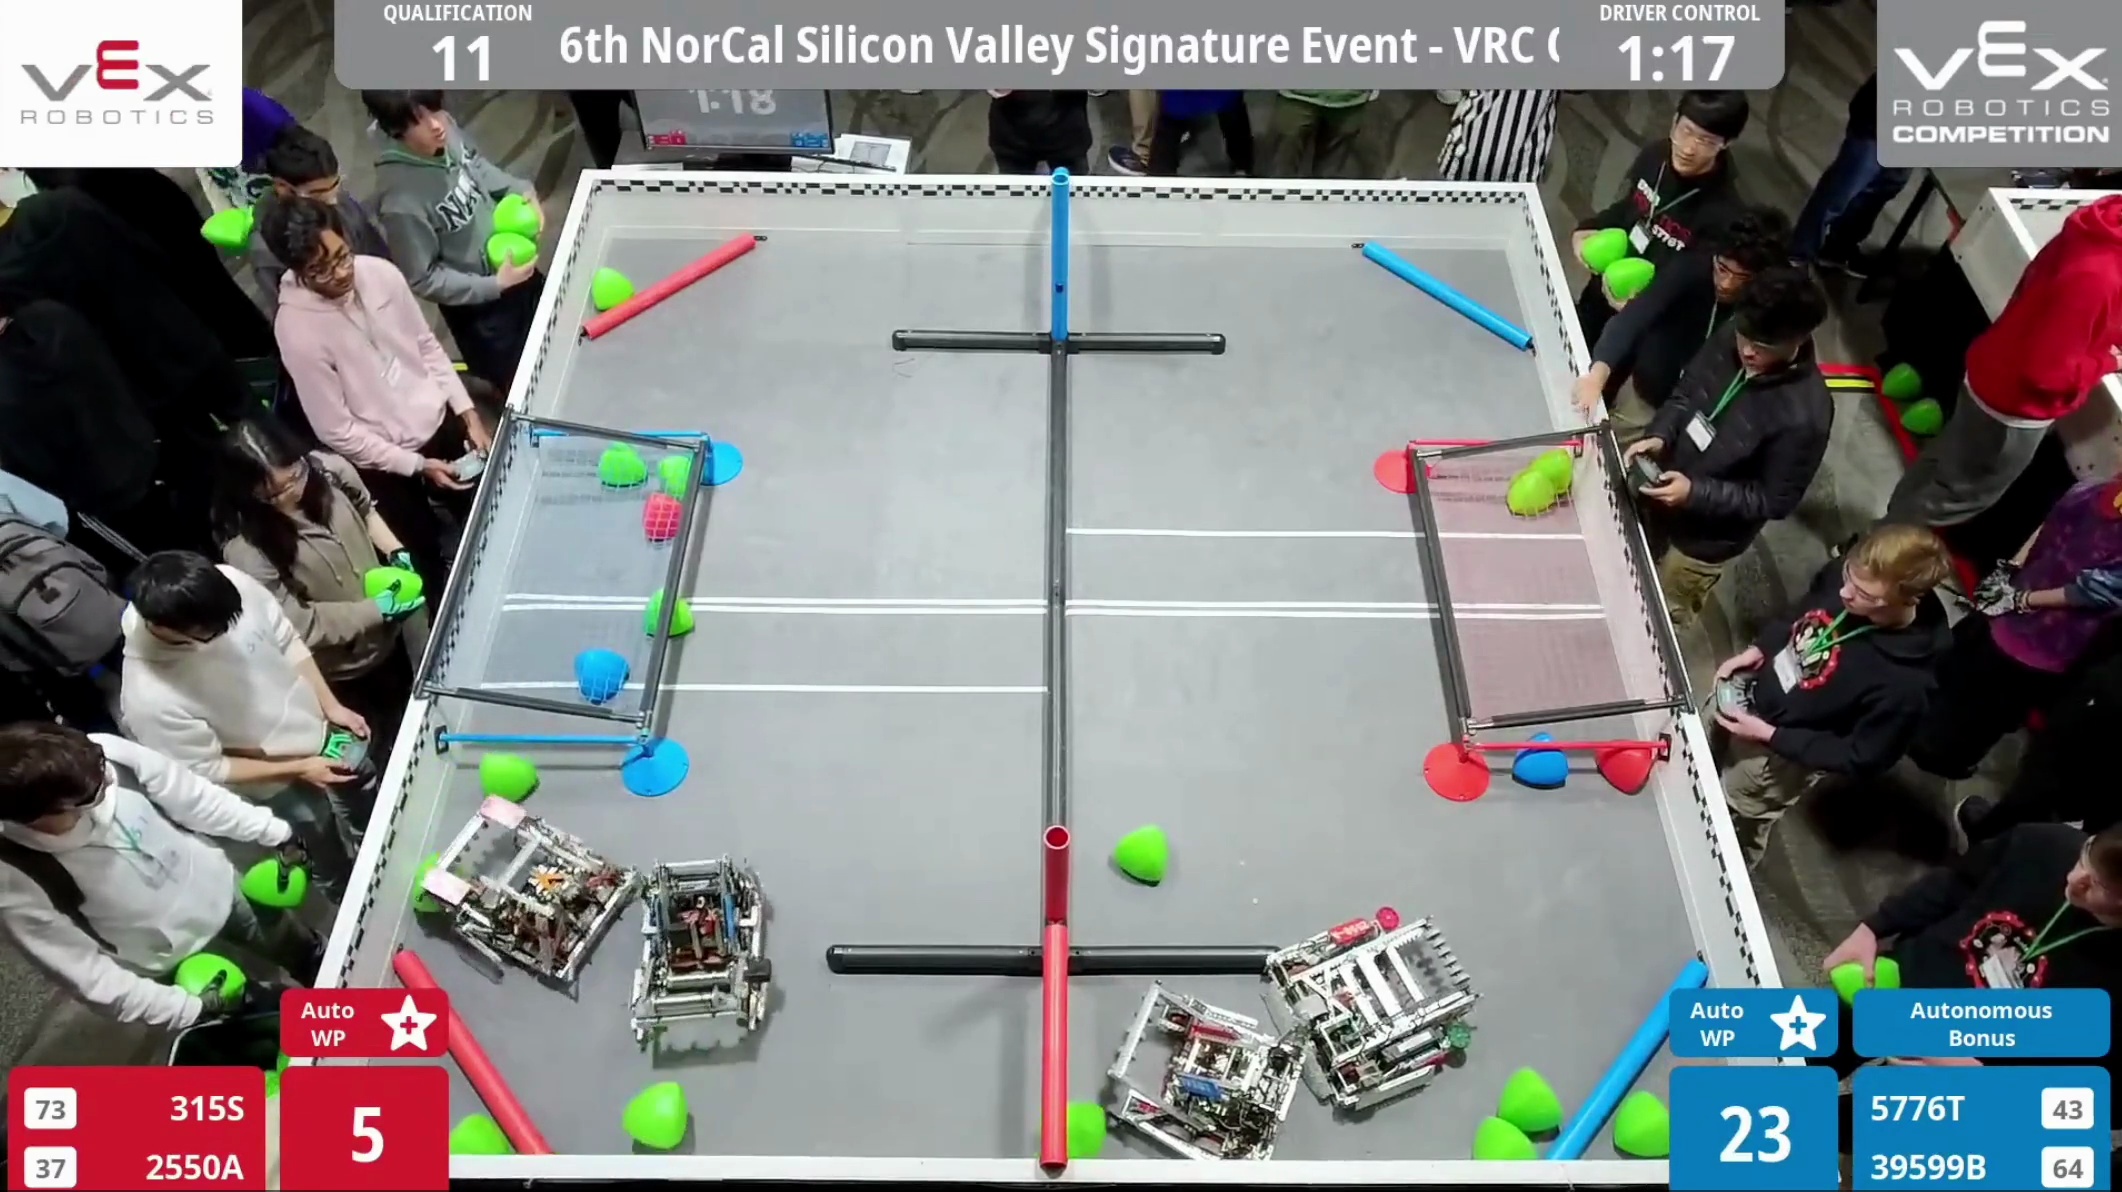 VEX
ROBOTICS
QUALIFICATION
11
6th NorCal Silicon Valley Signature Event - VRC
DRIVER CONTROL
1:17
VEX
ROBOTICS
COMPETITION
1:18
5776T
Auto
WP
73 315S
37 2550A
5
Auto
WP
Autonomous
Bonus
23
5776T 43
39599B 64